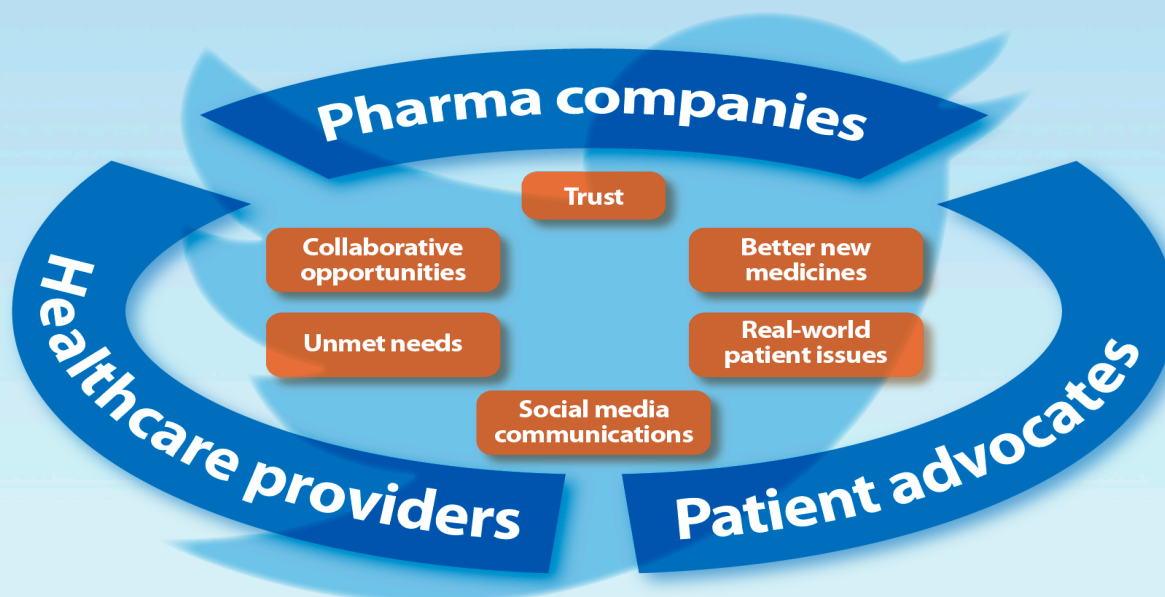 Pharma companies
Trust
Collaborative
opportunities
Better new
medicines
Unmet needs
Real-world
patient issues
Social media
communications
Healthcare providers
Patient advocates